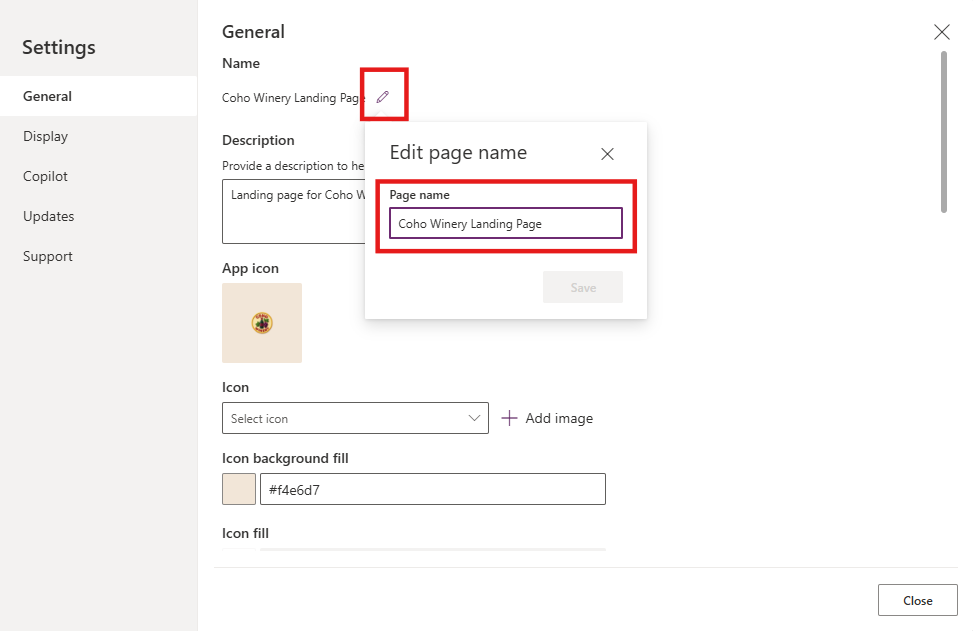 Settings
General
Display
Copilot
Updates
Support
General
Name
Coho Winery Landing Page
Description
Provide a description to he
Landing page for Coho W
Edit page name
Page name
Coho Winery Landing Page
Save
App icon
Icon
Select icon
Add image
Icon background fill
#f4e6d7
Icon fill
Close